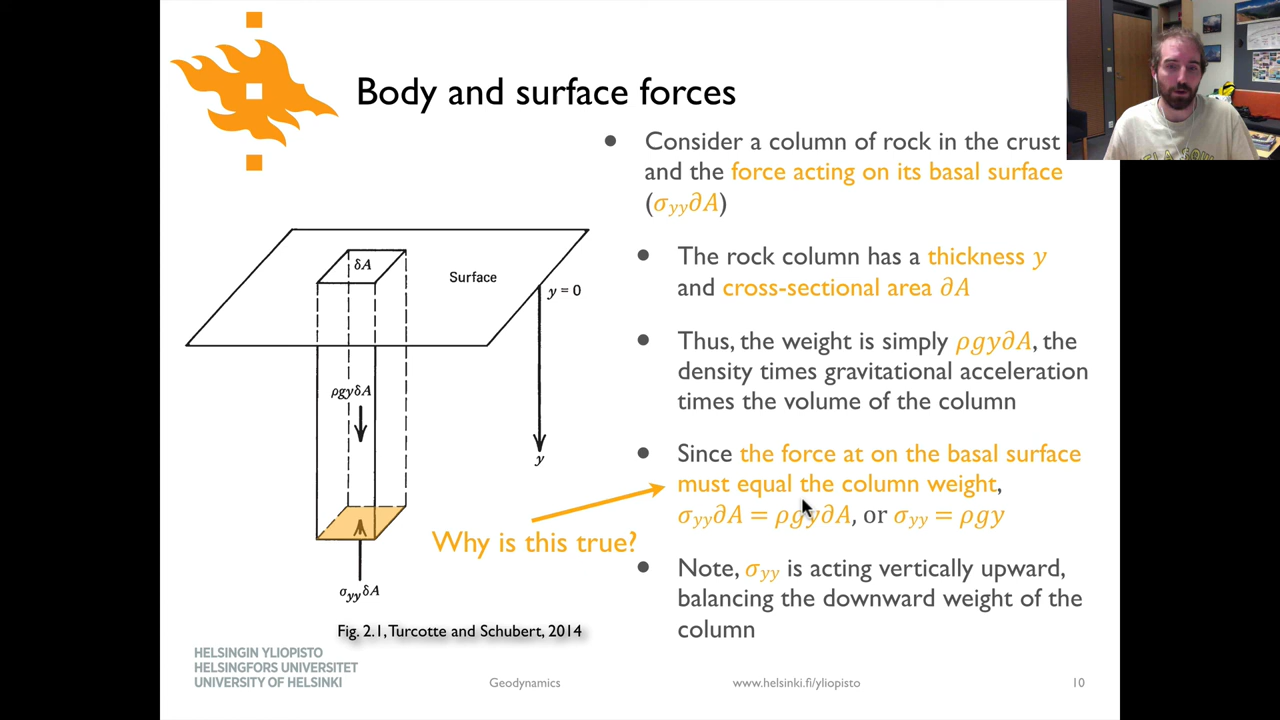 Body and surface forces
Consider a column of rock in the crust
and the force acting on its basal surface
(σyy∂A)
The rock column has a thickness y
and cross-sectional area ∂A
Thus, the weight is simply ρgy∂A, the
density times gravitational acceleration
times the volume of the column
Since the force at on the basal surface
must equal the column weight,
σyy∂A = ρgy∂A, or σyy = ρgy
Note, σyy is acting vertically upward,
balancing the downward weight of the
column
δA
Surface
y = 0
ρgyδA
y
Why is this true?
σyyδA
Fig. 2.1, Turcotte and Schubert, 2014
HELSINGIN YLIOPISTO
HELSINGFORS UNIVERSITET
UNIVERSITY OF HELSINKI
Geodynamics
www.helsinki.fi/yliopisto
10